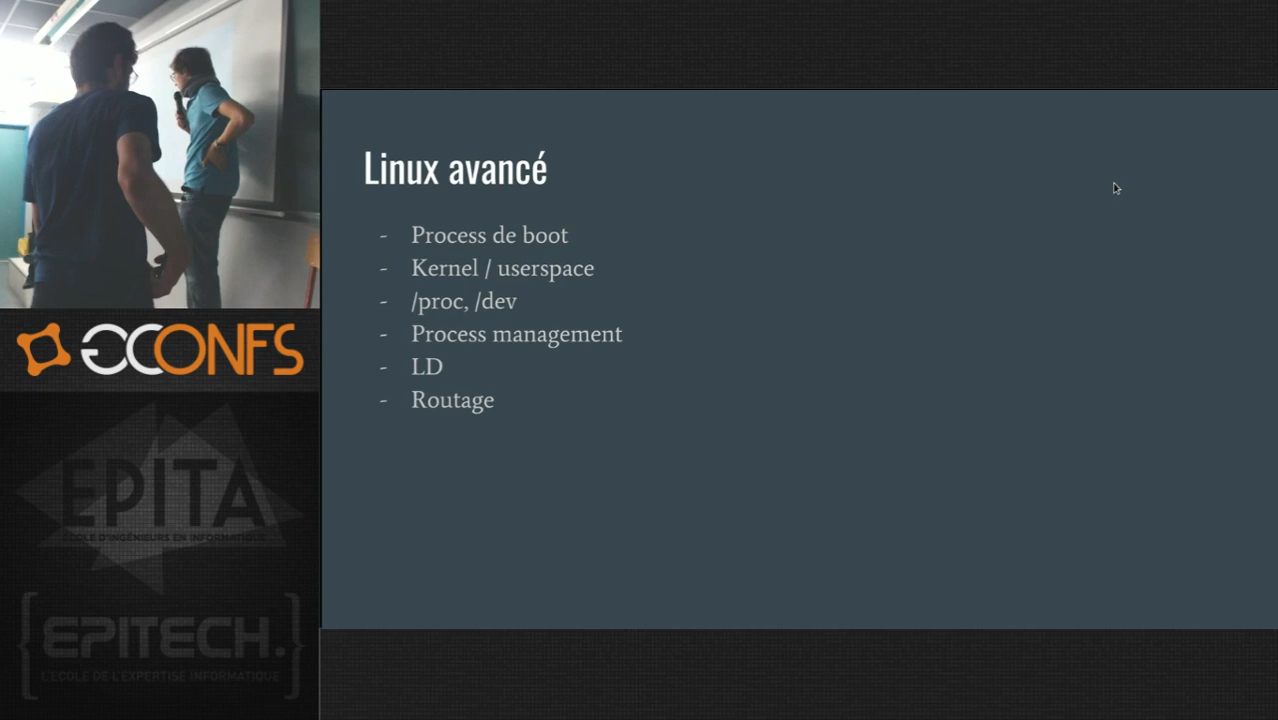 Linux avancé
- Process de boot
- Kernel / userspace
- /proc, /dev
- Process management
- LD
- Routage
GCONFS
EPITA
ÉCOLE D'INGÉNIEURS EN INFORMATIQUE
{EPITECH.}
L'ÉCOLE DE L'EXPERTISE INFORMATIQUE